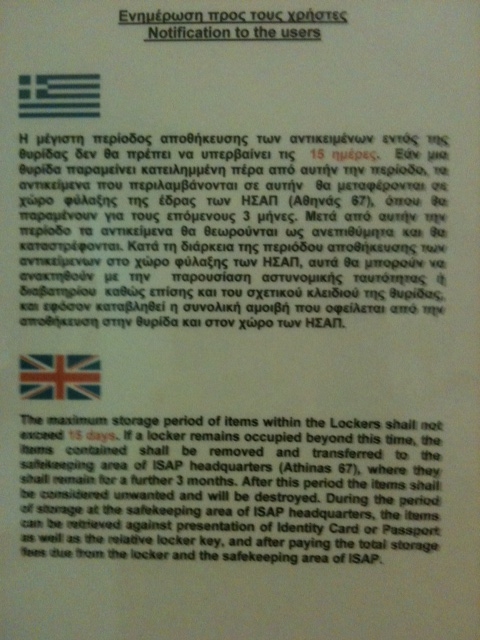 Ενημέρωση προς τους χρήστες
Notification to the users
Η μέγιστη περίοδος αποθήκευσης των αντικειμένων εντός της
θυρίδας δεν θα πρέπει να υπερβαίνει τις 15 ημέρες. Εάν μια
θυρίδα παραμείνει κατειλημμένη πέρα από αυτήν την περίοδο, τα
αντικείμενα που περιλαμβάνονται σε αυτήν θα μεταφέρονται σε
χώρο φύλαξης της έδρας των ΗΣΑΠ (Αθηνάς 67), όπου θα
παραμένουν για τους επόμενους 3 μήνες. Μετά από αυτήν την
περίοδο τα αντικείμενα θα θεωρούνται ως ανεπιθύμητα και θα
καταστρέφονται. Κατά τη διάρκεια της περιόδου αποθήκευσης των
αντικειμένων στο χώρο φύλαξης των ΗΣΑΠ, αυτά θα μπορούν να
ανακτηθούν με την παρουσίαση αστυνομικής ταυτότητας ή
διαβατηρίου καθώς επίσης και του σχετικού κλειδιού της θυρίδας,
και εφόσον καταβληθεί η συνολική αμοιβή που οφείλεται από την
αποθήκευση στην θυρίδα και στον χώρο των ΗΣΑΠ.
The maximum storage period of items within the Lockers shall not
exceed 15 days. If a locker remains occupied beyond this time, the
items contained shall be removed and transferred to the
safekeeping area of ISAP headquarters (Athinas 67), where they
shall remain for a further 3 months. After this period the items shall
be considered unwanted and will be destroyed. During the period
of storage at the safekeeping area of ISAP headquarters, the items
can be retrieved against presentation of Identity Card or Passport
as well as the relative locker key, and after paying the total storage
fees due from the locker and the safekeeping area of ISAP.